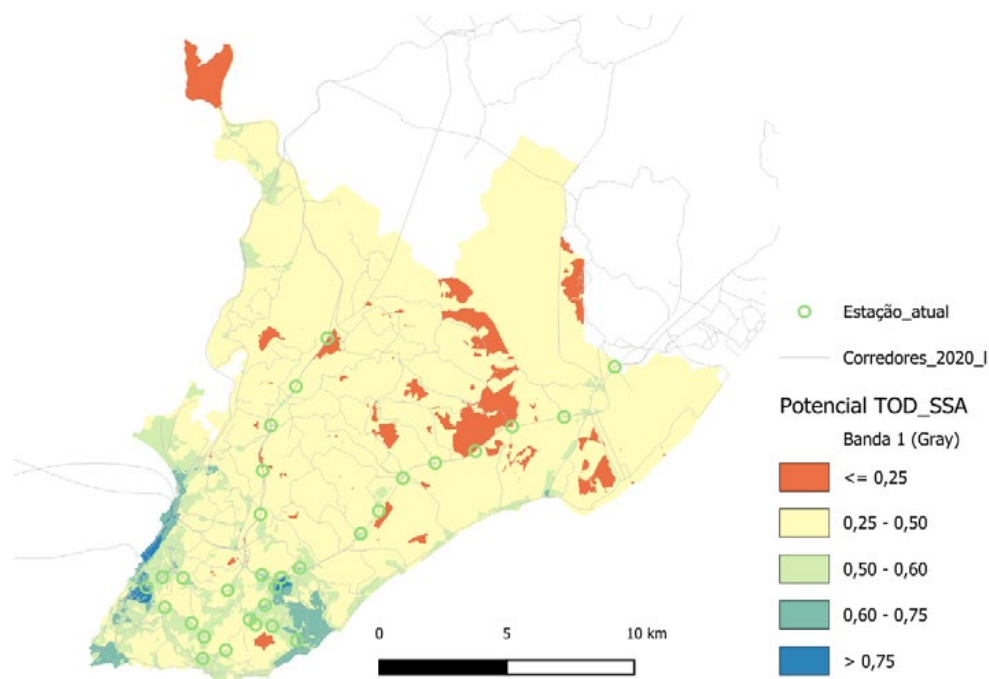 Estação_atual
Corredores_2020_l
Potencial TOD_SSA
Banda 1 (Gray)
<= 0,25
0,25 - 0,50
0,50 - 0,60
0,60 - 0,75
> 0,75
0 5 10 km